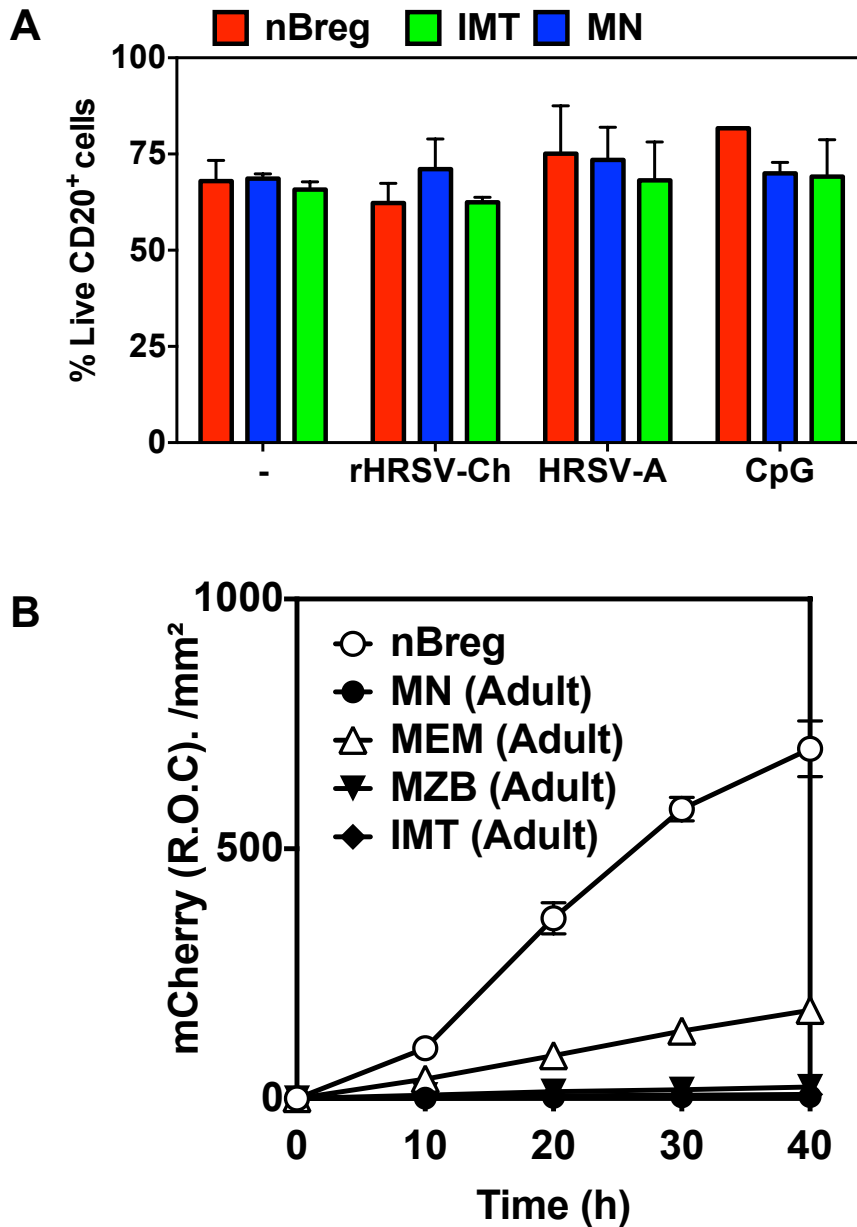 A
nBreg IMT MN
% Live CD20⁺ cells
100
75
50
25
0
- rHRSV-Ch HRSV-A CpG
B
mCherry (R.O.C). /mm²
1000
500
0
nBreg
MN (Adult)
MEM (Adult)
MZB (Adult)
IMT (Adult)
0 10 20 30 40
Time (h)